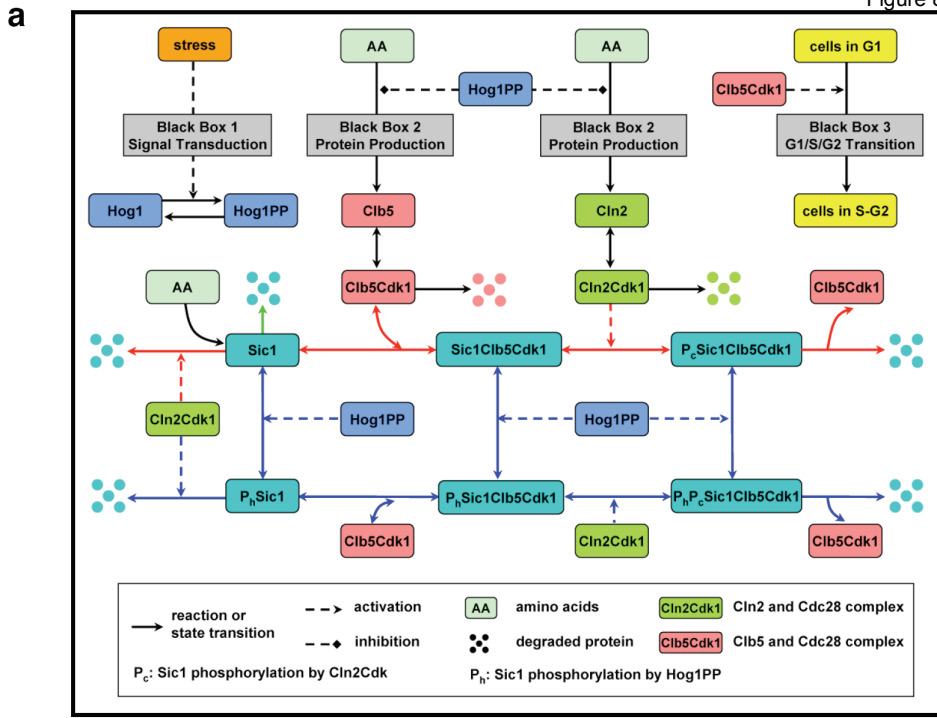 Figure
a
stress
AA
AA
cells in G1
Hog1PP
Clb5Cdk1
Black Box 1
Signal Transduction
Black Box 2
Protein Production
Black Box 2
Protein Production
Black Box 3
G1/S/G2 Transition
Hog1
Hog1PP
Clb5
Cln2
cells in S-G2
AA
Clb5Cdk1
Cln2Cdk1
Clb5Cdk1
Sic1
Sic1Clb5Cdk1
PcSic1Clb5Cdk1
Cln2Cdk1
Hog1PP
Hog1PP
PhSic1
PhSic1Clb5Cdk1
PhPcSic1Clb5Cdk1
Clb5Cdk1
Cln2Cdk1
Clb5Cdk1
reaction or
state transition
activation
inhibition
AA
amino acids
degraded protein
Cln2Cdk1
Cln2 and Cdc28 complex
Clb5Cdk1
Clb5 and Cdc28 complex
Pc: Sic1 phosphorylation by Cln2Cdk
Ph: Sic1 phosphorylation by Hog1PP